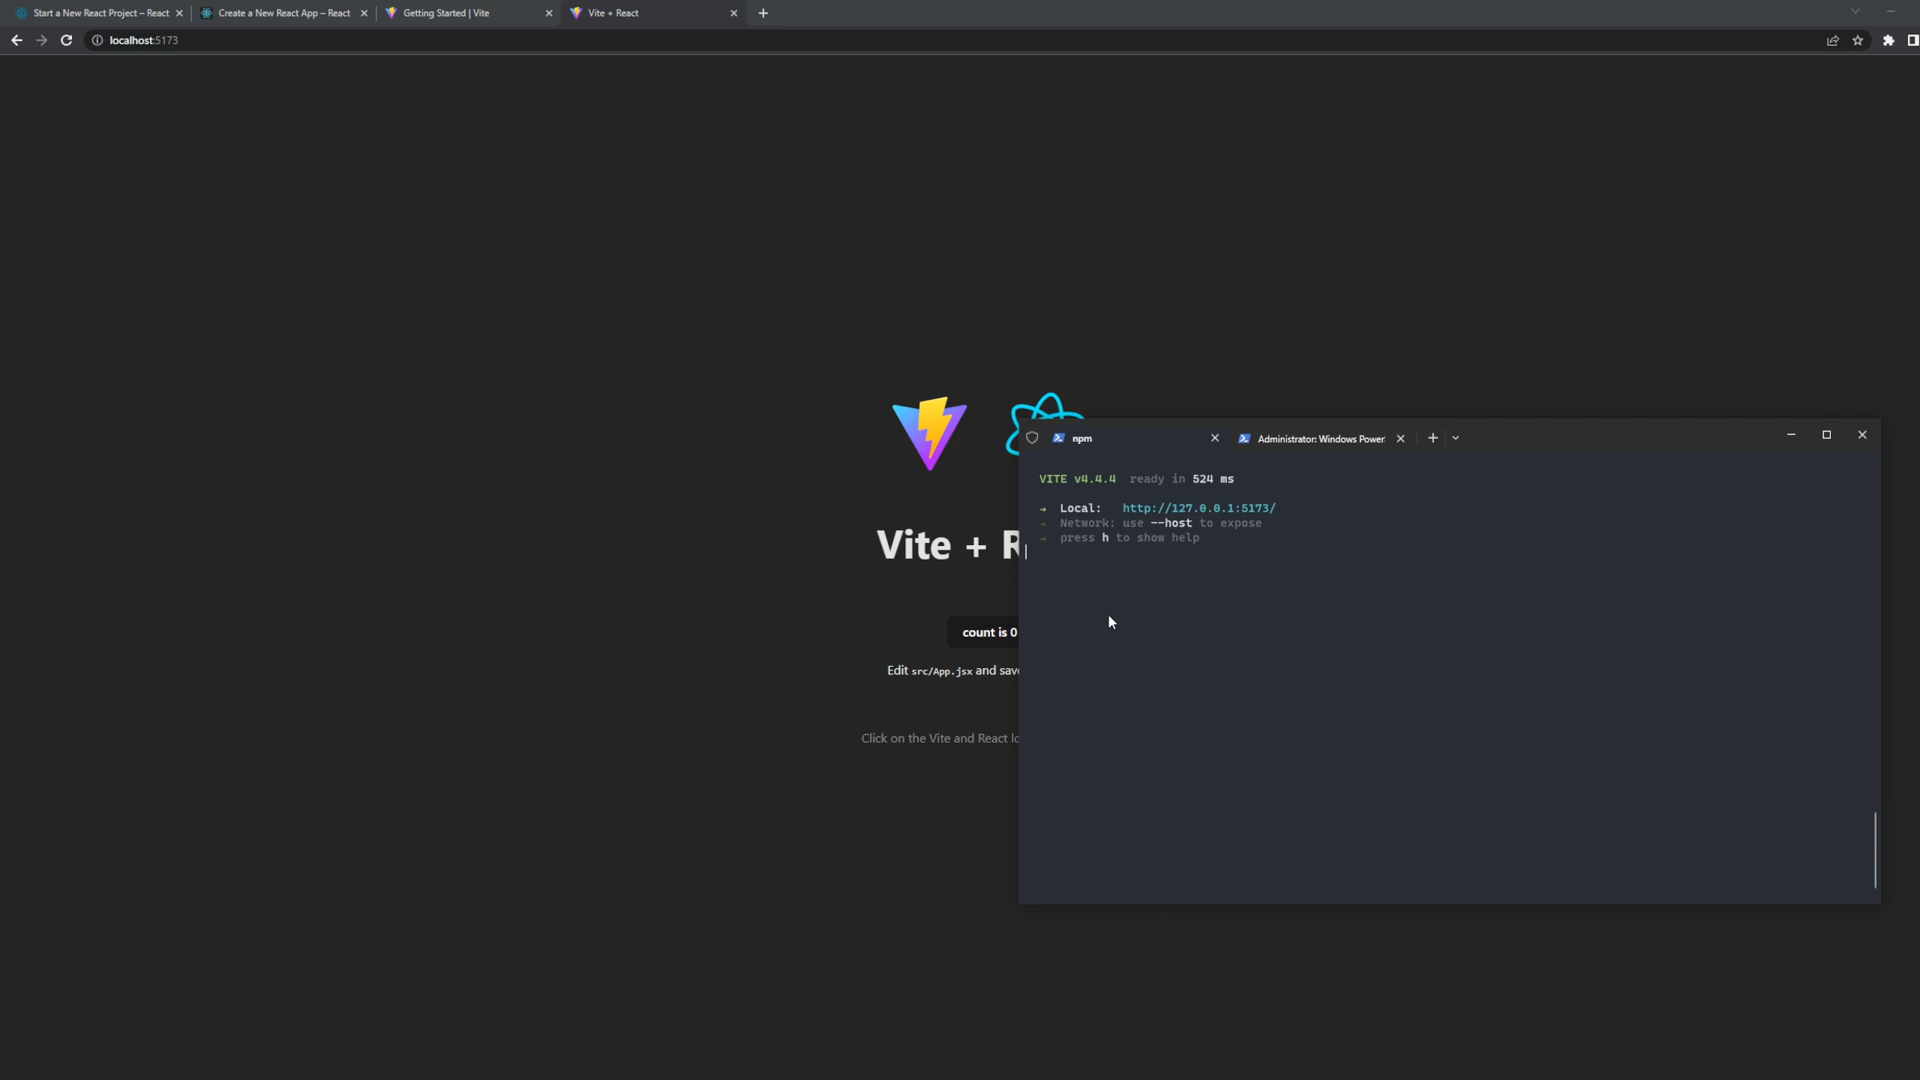 Start a New React Project – React
Create a New React App – React
Getting Started | Vite
Vite + React
localhost:5173
npm
Administrator: Windows Power
VITE v4.4.4 ready in 524 ms
➜ Local: http://127.0.0.1:5173/
➜ Network: use --host to expose
➜ press h to show help
Vite + R
count is 0
Edit src/App.jsx and save
Click on the Vite and React lo